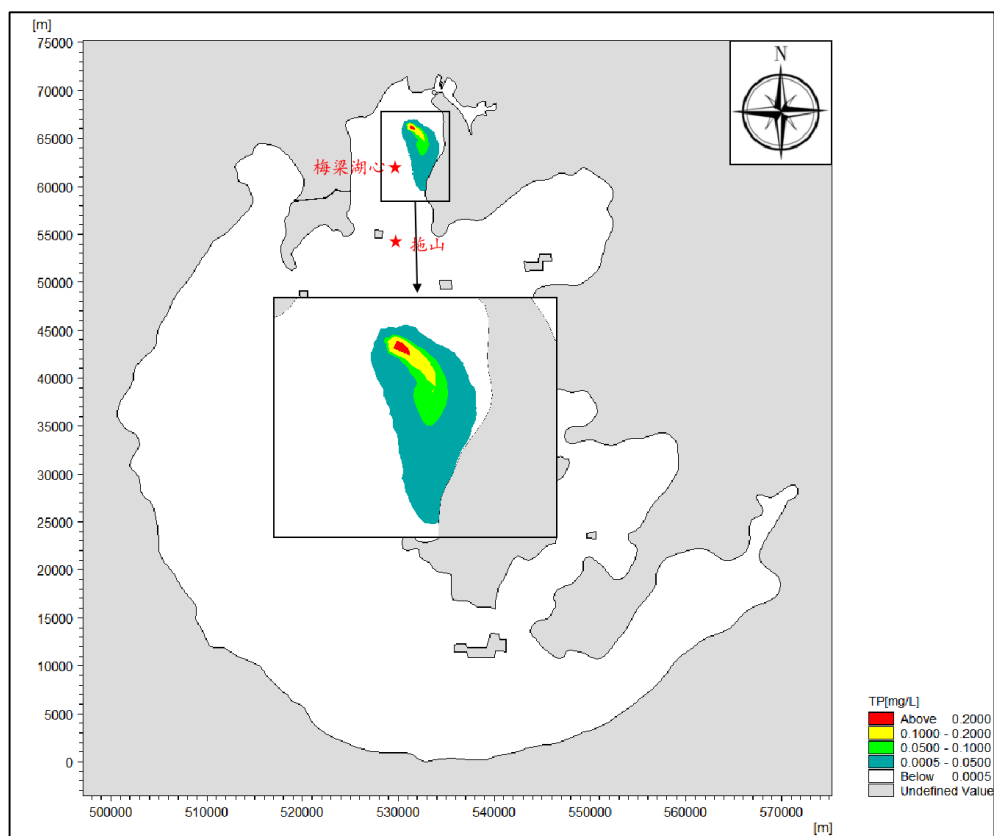 [m]
75000
70000
65000
60000
55000
50000
45000
40000
35000
30000
25000
20000
15000
10000
5000
0
N
梅梁湖心
拖山
500000 510000 520000 530000 540000 550000 560000 570000
[m]
TP[mg/L]
Above 0.2000
0.1000 - 0.2000
0.0500 - 0.1000
0.0005 - 0.0500
Below 0.0005
Undefined Value